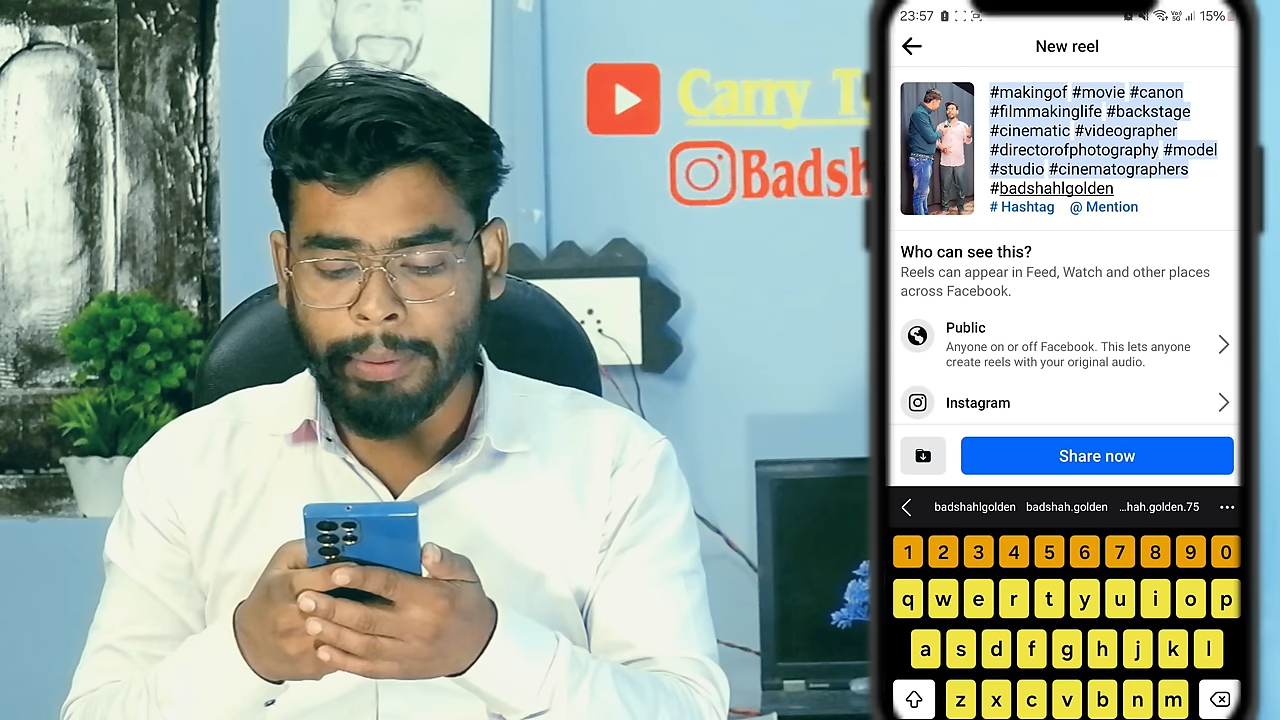 Carry
23:57
15%
New reel
#makingof #movie #canon
#filmmakinglife #backstage
#cinematic #videographer
#directorofphotography #model
#studio #cinematographers
#badshahlgolden
# Hashtag @ Mention
Who can see this?
Reels can appear in Feed, Watch and other places
across Facebook.
Public
Anyone on or off Facebook. This lets anyone
create reels with your original audio.
Instagram
Share now
badshahlgolden badshah.golden ...hah.golden.75
1 2 3 4 5 6 7 8 9 0
q w e r t y u i o p
a s d f g h j k l
z x c v b n m